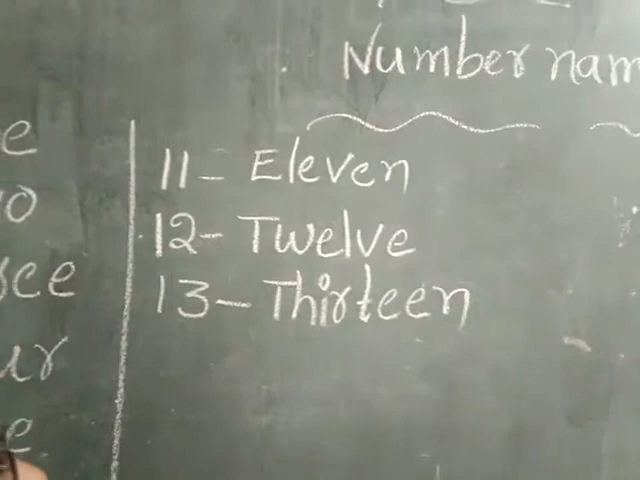 Number nam
11- Eleven
12- Twelve
13- Thirteen